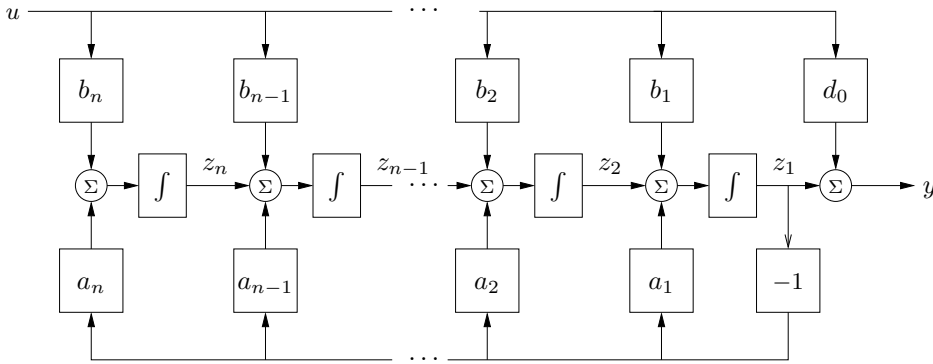 u ⋯
b_n b_{n−1} b_2 b_1 d_0
z_n z_{n−1} z_2 z_1
Σ ∫ Σ ∫ ⋯ Σ ∫ Σ ∫ Σ y
a_n a_{n−1} a_2 a_1 −1
⋯